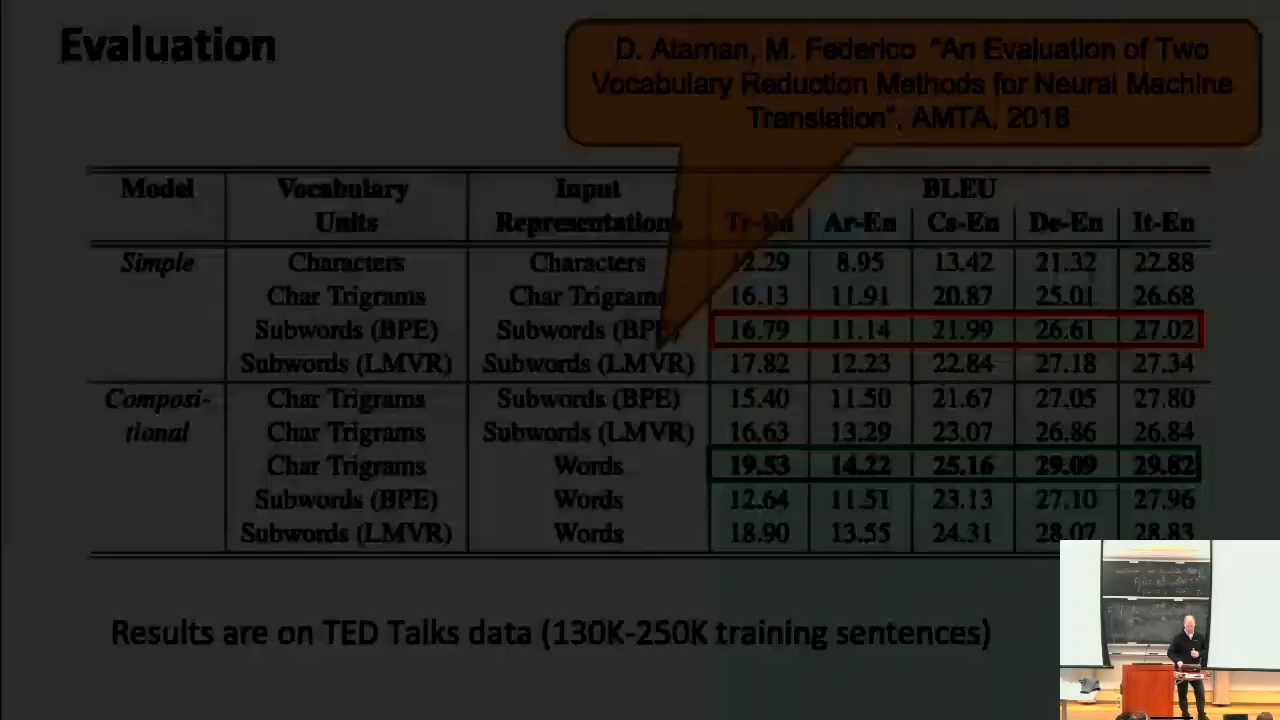 Evaluation
D. Ataman, M. Federico "An Evaluation of Two
Vocabulary Reduction Methods for Neural Machine
Translation", AMTA, 2018
Model Vocabulary Input BLEU
Units Representations Tr-En Ar-En Cs-En De-En It-En
Simple Characters Characters 12.29 8.95 13.42 21.32 22.88
Char Trigrams Char Trigrams 16.13 11.91 20.87 25.01 26.68
Subwords (BPE) Subwords (BPE) 16.79 11.14 21.99 26.61 27.02
Subwords (LMVR) Subwords (LMVR) 17.82 12.23 22.84 27.18 27.34
Composi- Char Trigrams Subwords (BPE) 15.40 11.50 21.67 27.05 27.80
tional Char Trigrams Subwords (LMVR) 16.63 13.29 23.07 26.86 26.84
Char Trigrams Words 19.53 14.22 25.16 29.09 29.82
Subwords (BPE) Words 12.64 11.51 23.13 27.10 27.96
Subwords (LMVR) Words 18.90 13.55 24.31 28.07 28.83
Results are on TED Talks data (130K-250K training sentences)